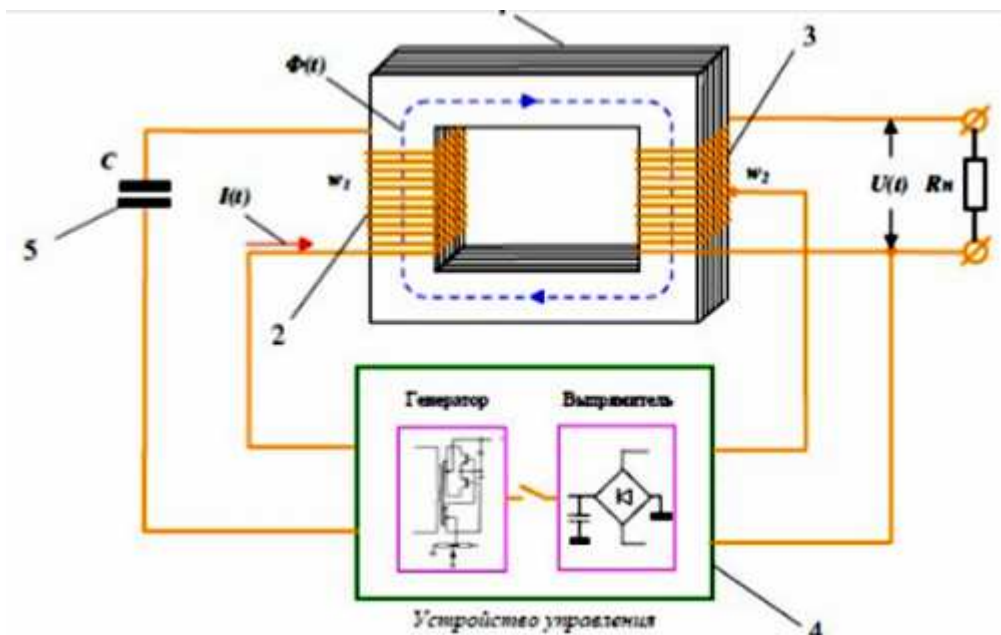 Φ(t)
3
C
w₁
w₂
I(t)
U(t)
Rн
5
2
Генератор
Выпрямитель
Устройство управления
4